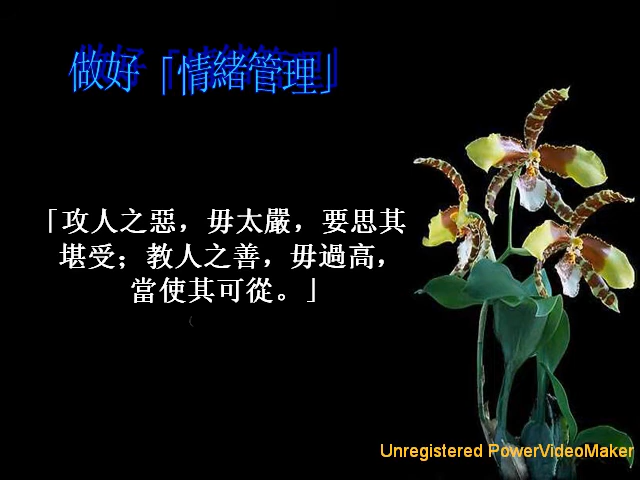 做好「情緒管理」
「攻人之惡，毋太嚴，要思其
堪受；教人之善，毋過高，
當使其可從。」
Unregistered PowerVideoMaker